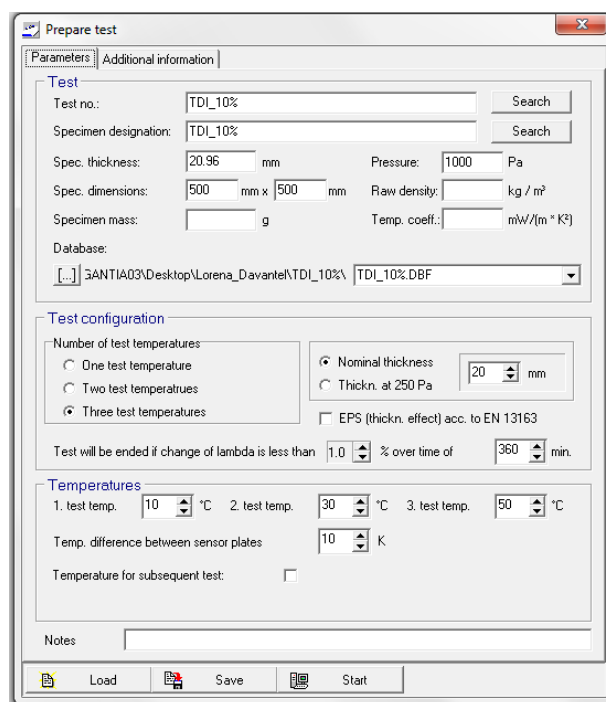 Prepare test
Parameters Additional information
Test
Test no.: TDI_10% Search
Specimen designation: TDI_10% Search
Spec. thickness: 20.96 mm Pressure: 1000 Pa
Spec. dimensions: 500 mm x 500 mm Raw density: kg / m³
Specimen mass: g Temp. coeff.: mW/(m * K²)
Database:
[...] GANTIA03\Desktop\Lorena_Davantel\TDI_10%\ TDI_10%.DBF
Test configuration
Number of test temperatures
One test temperature
Two test temperatrues
Three test temperatures
Nominal thickness
Thickn. at 250 Pa
20 mm
EPS (thickn. effect) acc. to EN 13163
Test will be ended if change of lambda is less than 1.0 % over time of 360 min.
Temperatures
1. test temp. 10 °C 2. test temp. 30 °C 3. test temp. 50 °C
Temp. difference between sensor plates 10 K
Temperature for subsequent test:
Notes
Load Save Start